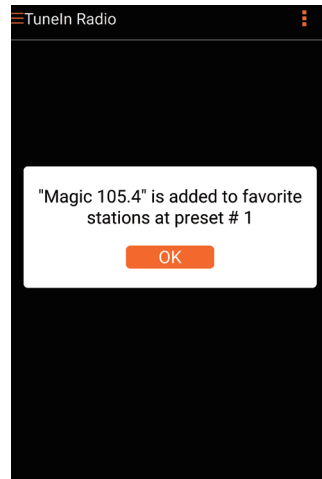 TuneIn Radio
"Magic 105.4" is added to favorite
stations at preset # 1
OK